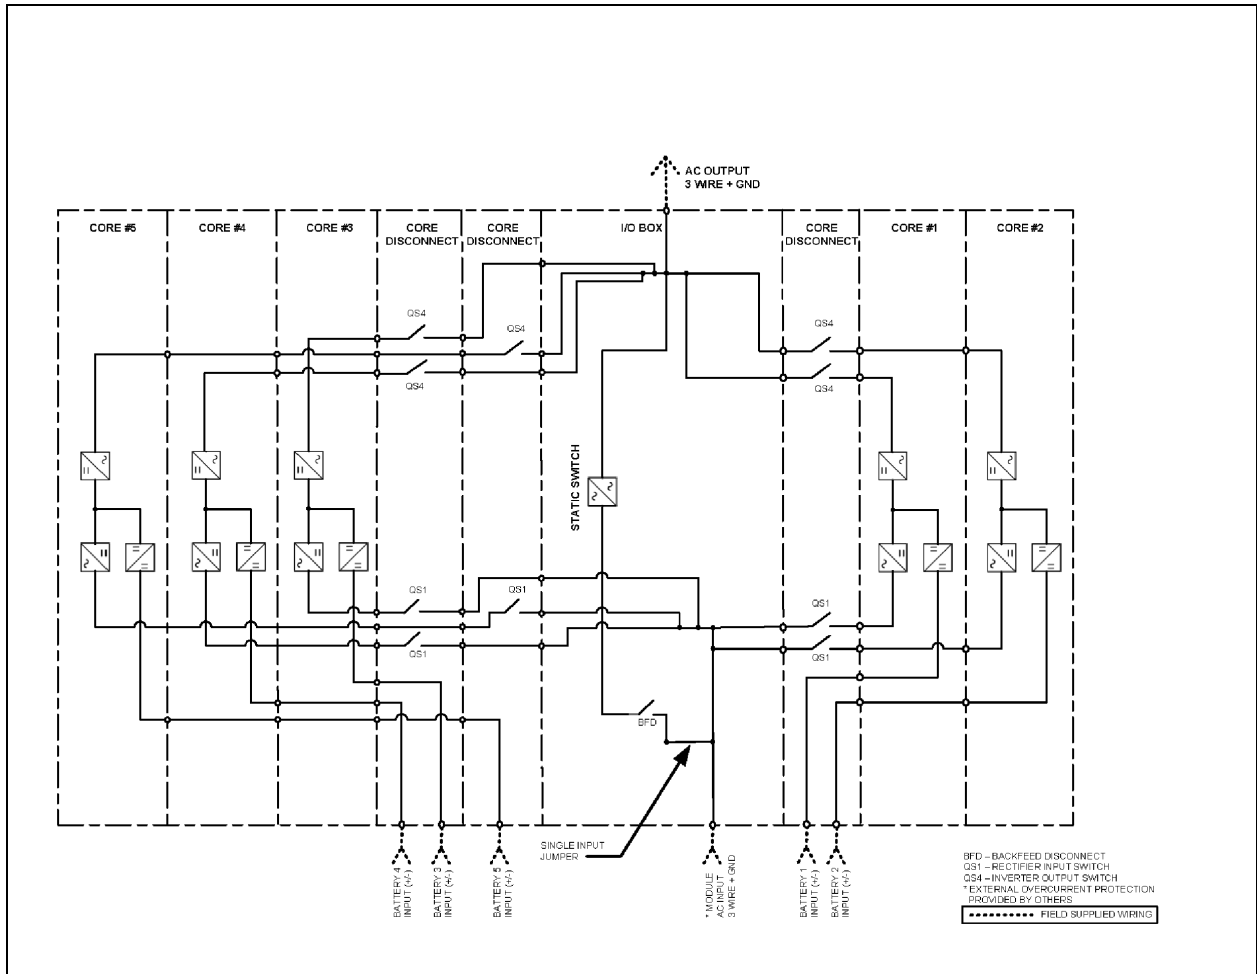 AC OUTPUT
3 WIRE + GND
CORE #5
CORE #4
CORE #3
CORE
DISCONNECT
CORE
DISCONNECT
I/O BOX
CORE
DISCONNECT
CORE #1
CORE #2
QS4
QS4
QS4
QS4
QS4
STATIC SWITCH
QS1
QS1
QS1
QS1
QS1
BFD
SINGLE INPUT
JUMPER
BATTERY 4
INPUT (+/-)
BATTERY 3
INPUT (+/-)
BATTERY 5
INPUT (+/-)
* MODULE
AC INPUT
3 WIRE + GND
BATTERY 1
INPUT (+/-)
BATTERY 2
INPUT (+/-)
BFD – BACKFEED DISCONNECT
QS1 – RECTIFIER INPUT SWITCH
QS4 – INVERTER OUTPUT SWITCH
* EXTERNAL OVERCURRENT PROTECTION
PROVIDED BY OTHERS
FIELD SUPPLIED WIRING